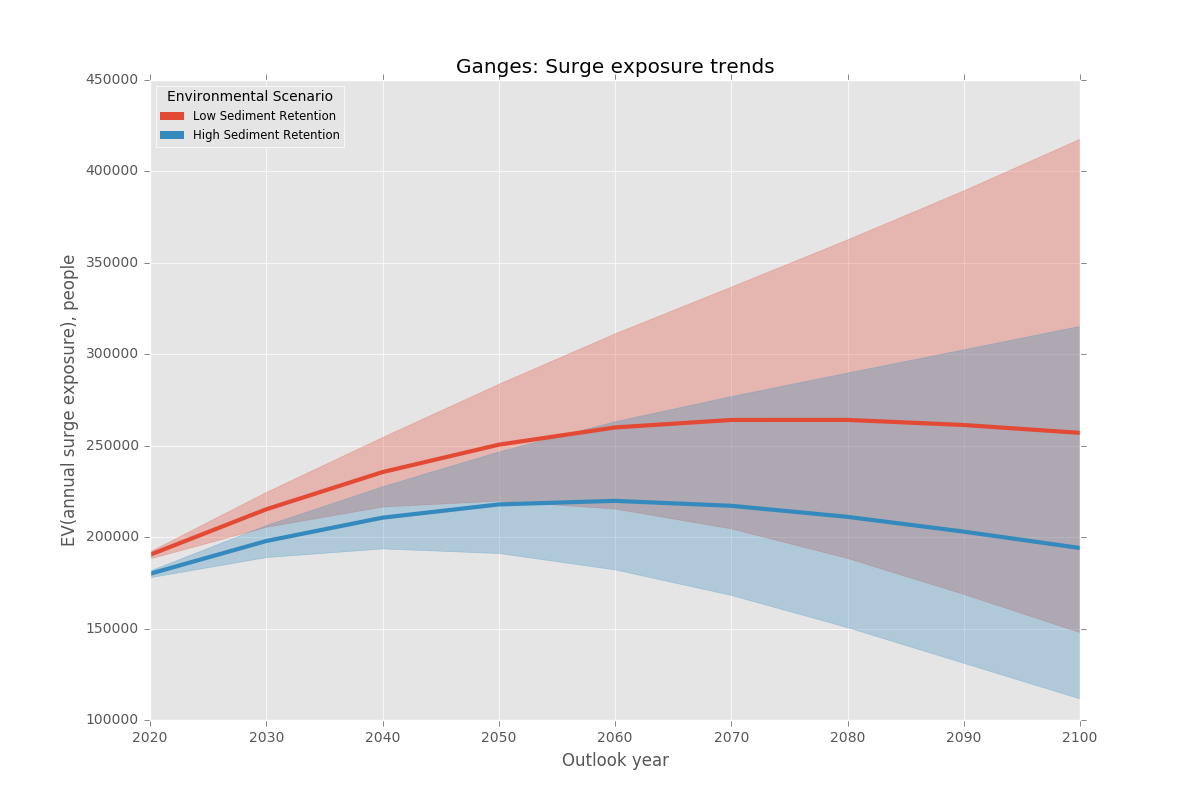 Ganges: Surge exposure trends
Environmental Scenario
Low Sediment Retention
High Sediment Retention
EV(annual surge exposure), people
450000
400000
350000
300000
250000
200000
150000
100000
2020 2030 2040 2050 2060 2070 2080 2090 2100
Outlook year